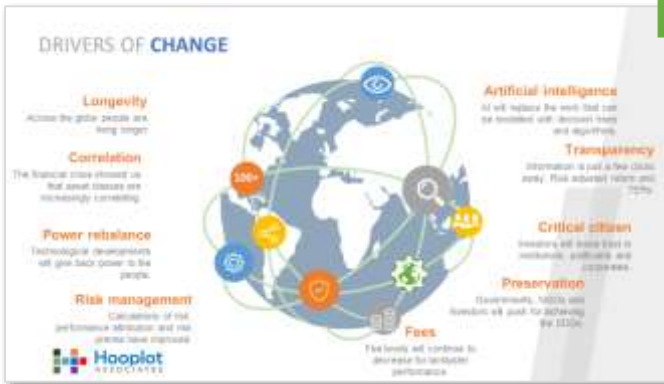 DRIVERS OF CHANGE
Longevity
Across the globe people are
living longer
Correlation
The financial crisis showed us
that asset classes are
increasingly correlating.
Power rebalance
Technological developments
will give back power to the
people.
Risk management
Calculations of risk,
performance attribution and risk
premia have improved.
Hooplot
ASSOCIATES
100+
Artificial intelligence
AI will replace the work that can
be modelled with decision trees
and algorithms.
Transparency
Information is just a few clicks
away. Risk adjusted return and
Critical citizen
Investors will
institutions, politicians and
corporates.
Preservation
Governments, NGOs and
investors will push for achieving
the SDGs.
Fees
Fee levels will continue to
decrease for
performance.